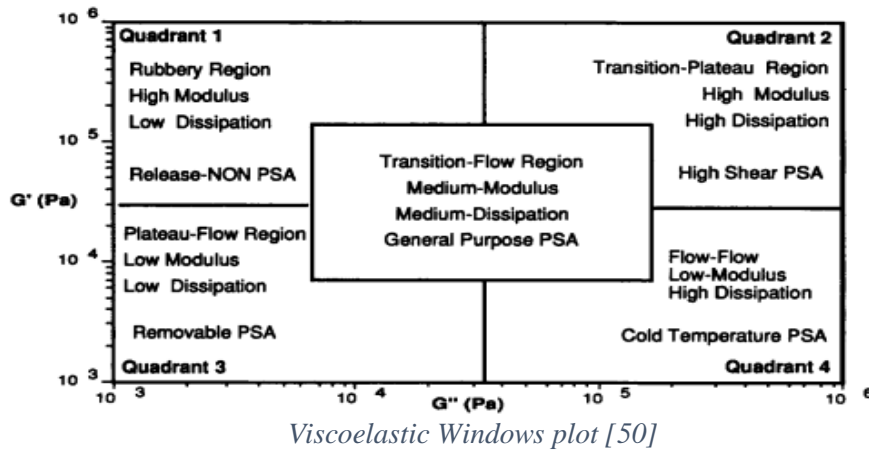 10 6
Quadrant 1
Rubbery Region
High Modulus
Low Dissipation
Release-NON PSA
Quadrant 2
Transition-Plateau Region
High Modulus
High Dissipation
High Shear PSA
10 5
Transition-Flow Region
Medium-Modulus
Medium-Dissipation
General Purpose PSA
G' (Pa)
Plateau-Flow Region
Low Modulus
Low Dissipation
Removable PSA
Quadrant 3
10 4
Flow-Flow
Low-Modulus
High Dissipation
Cold Temperature PSA
Quadrant 4
10 3
10 3
10 4
G'' (Pa)
10 5
10 6
Viscoelastic Windows plot [50]